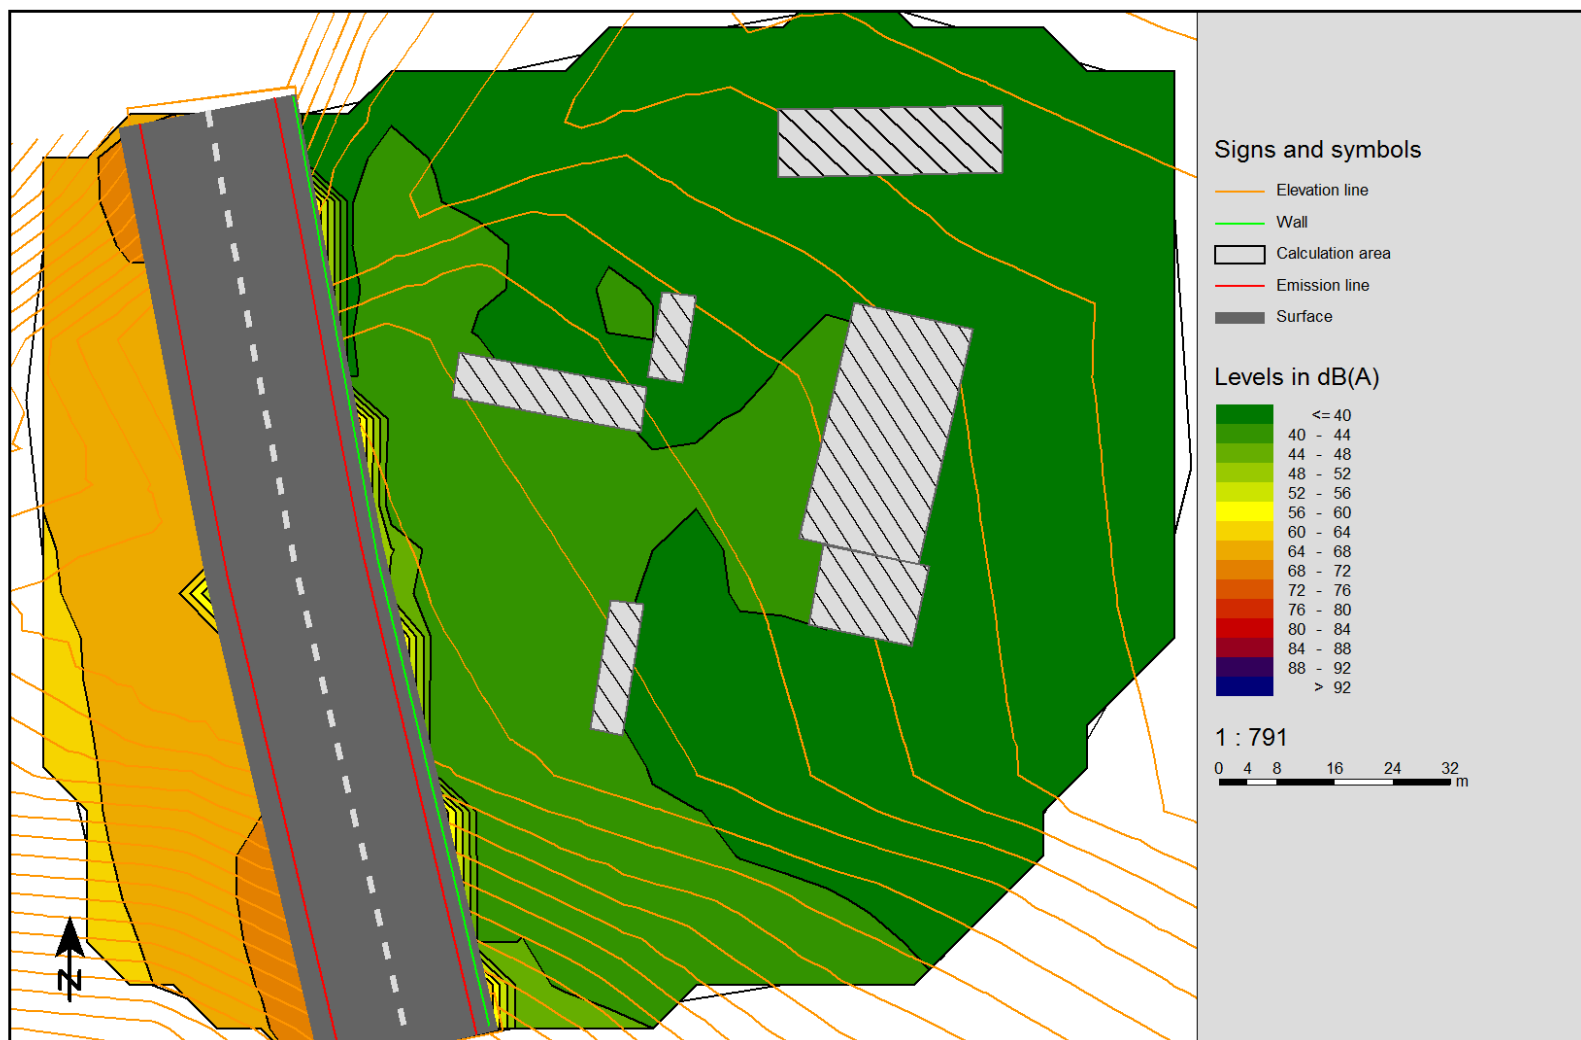 Signs and symbols
Elevation line
Wall
Calculation area
Emission line
Surface
Levels in dB(A)
<= 40
40 - 44
44 - 48
48 - 52
52 - 56
56 - 60
60 - 64
64 - 68
68 - 72
72 - 76
76 - 80
80 - 84
84 - 88
88 - 92
> 92
1 : 791
0 4 8 16 24 32
m
N